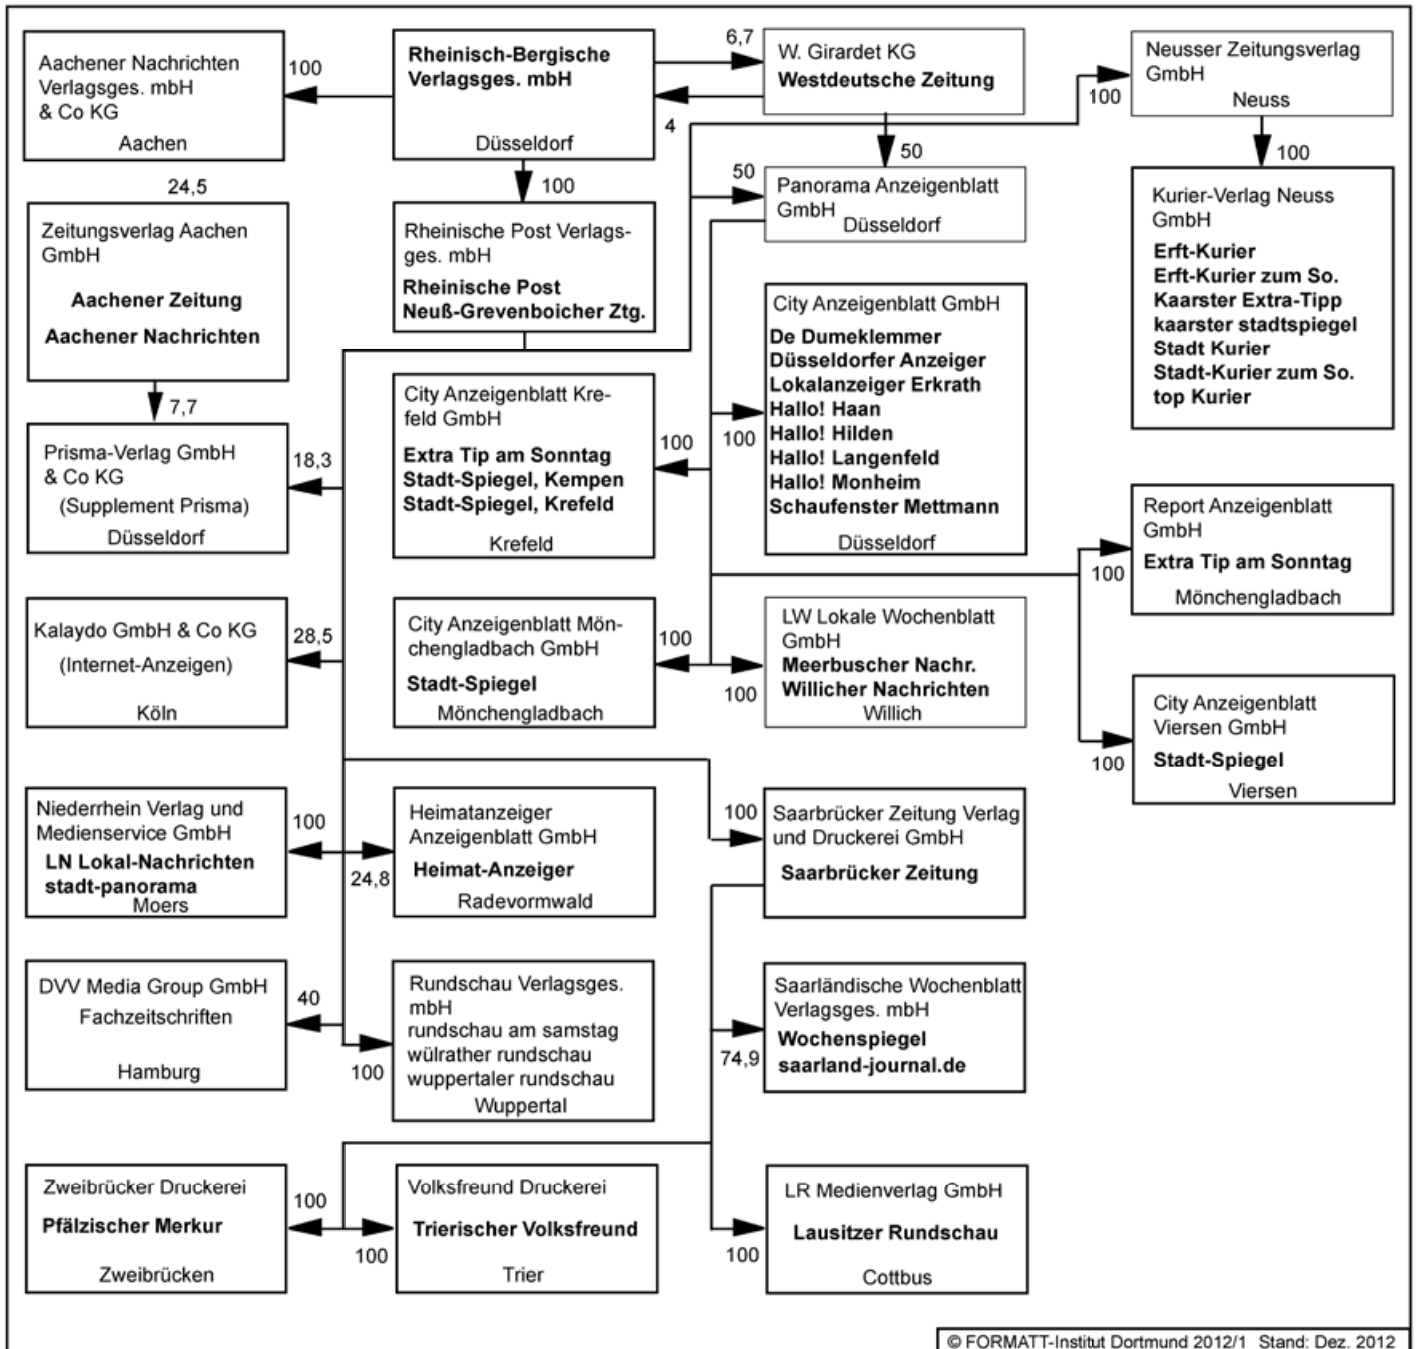 Aachener Nachrichten
Verlagsges. mbH
& Co KG
Aachen
100
Rheinisch-Bergische
Verlagsges. mbH
Düsseldorf
6,7
4
W. Girardet KG
Westdeutsche Zeitung
100
Neusser Zeitungsverlag
GmbH
Neuss
24,5
100
50
50
100
Zeitungsverlag Aachen
GmbH
Aachener Zeitung
Aachener Nachrichten
Rheinische Post Verlags-
ges. mbH
Rheinische Post
Neuß-Grevenboicher Ztg.
Panorama Anzeigenblatt
GmbH
Düsseldorf
Kurier-Verlag Neuss
GmbH
Erft-Kurier
Erft-Kurier zum So.
Kaarster Extra-Tipp
kaarster stadtspiegel
Stadt Kurier
Stadt-Kurier zum So.
top Kurier
City Anzeigenblatt GmbH
De Dumeklemmer
Düsseldorfer Anzeiger
Lokalanzeiger Erkrath
Hallo! Haan
Hallo! Hilden
Hallo! Langenfeld
Hallo! Monheim
Schaufenster Mettmann
Düsseldorf
7,7
Prisma-Verlag GmbH
& Co KG
(Supplement Prisma)
Düsseldorf
18,3
City Anzeigenblatt Kre-
feld GmbH
Extra Tip am Sonntag
Stadt-Spiegel, Kempen
Stadt-Spiegel, Krefeld
Krefeld
100
100
Report Anzeigenblatt
GmbH
Extra Tip am Sonntag
Mönchengladbach
100
Kalaydo GmbH & Co KG
(Internet-Anzeigen)
Köln
28,5
City Anzeigenblatt Mön-
chengladbach GmbH
Stadt-Spiegel
Mönchengladbach
100
100
LW Lokale Wochenblatt
GmbH
Meerbuscher Nachr.
Willicher Nachrichten
Willich
City Anzeigenblatt
Viersen GmbH
Stadt-Spiegel
Viersen
100
Niederrhein Verlag und
Medienservice GmbH
LN Lokal-Nachrichten
stadt-panorama
Moers
100
24,8
Heimatanzeiger
Anzeigenblatt GmbH
Heimat-Anzeiger
Radevormwald
100
Saarbrücker Zeitung Verlag
und Druckerei GmbH
Saarbrücker Zeitung
DVV Media Group GmbH
Fachzeitschriften
Hamburg
40
100
Rundschau Verlagsges.
mbH
rundschau am samstag
wülrather rundschau
wuppertaler rundschau
Wuppertal
74,9
Saarländische Wochenblatt
Verlagsges. mbH
Wochenspiegel
saarland-journal.de
Zweibrücker Druckerei
Pfälzischer Merkur
Zweibrücken
100
100
Volksfreund Druckerei
Trierischer Volksfreund
Trier
100
LR Medienverlag GmbH
Lausitzer Rundschau
Cottbus
© FORMATT-Institut Dortmund 2012/1 Stand: Dez. 2012